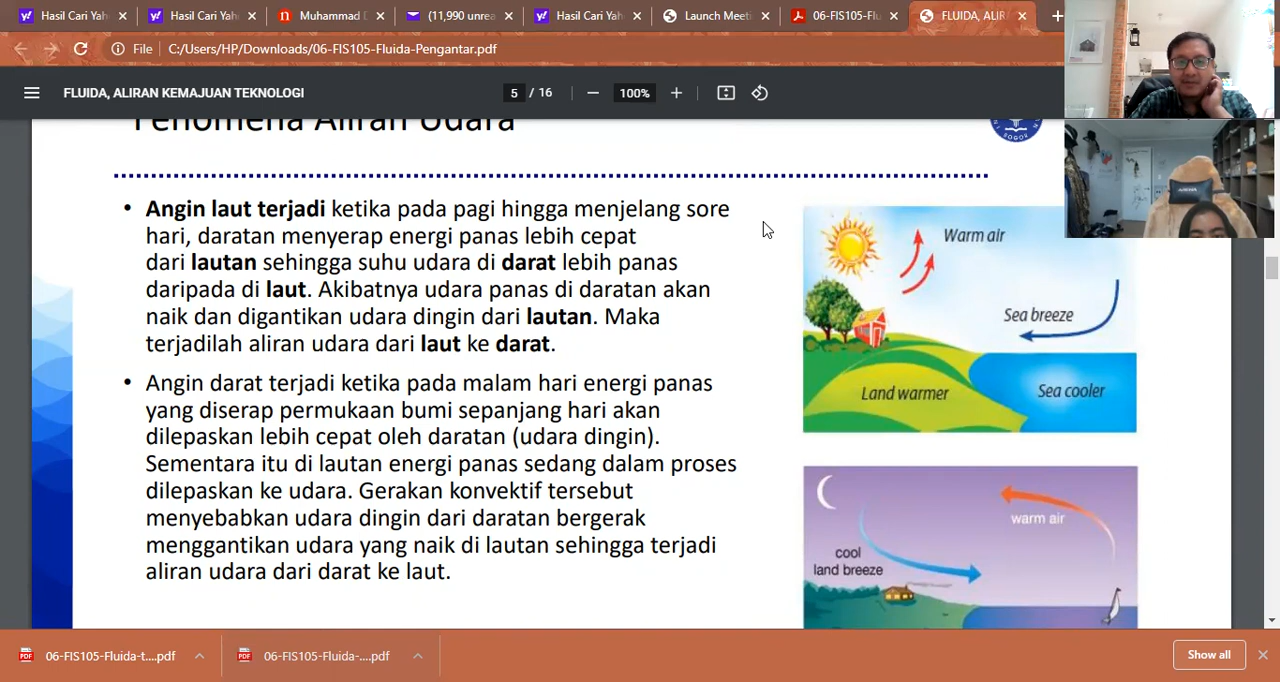 Hasil Cari Yah
Hasil Cari Yah
Muhammad D
(11,990 unrea
Hasil Cari Yah
Launch Meeti
06-FIS105-Flu
FLUIDA, ALIR
File C:/Users/HP/Downloads/06-FIS105-Fluida-Pengantar.pdf
FLUIDA, ALIRAN KEMAJUAN TEKNOLOGI
5 / 16
100%
Fenomena Aliran Udara
BOGOR
• Angin laut terjadi ketika pada pagi hingga menjelang sore
hari, daratan menyerap energi panas lebih cepat
dari lautan sehingga suhu udara di darat lebih panas
daripada di laut. Akibatnya udara panas di daratan akan
naik dan digantikan udara dingin dari lautan. Maka
terjadilah aliran udara dari laut ke darat.
• Angin darat terjadi ketika pada malam hari energi panas
yang diserap permukaan bumi sepanjang hari akan
dilepaskan lebih cepat oleh daratan (udara dingin).
Sementara itu di lautan energi panas sedang dalam proses
dilepaskan ke udara. Gerakan konvektif tersebut
menyebabkan udara dingin dari daratan bergerak
menggantikan udara yang naik di lautan sehingga terjadi
aliran udara dari darat ke laut.
Warm air
Sea breeze
Land warmer
Sea cooler
warm air
cool
land breeze
06-FIS105-Fluida-t....pdf
06-FIS105-Fluida-....pdf
Show all